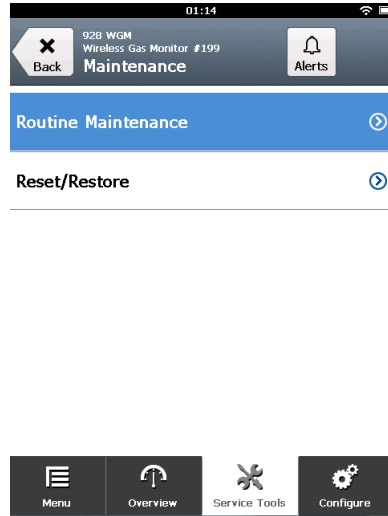 01:14
928 WGM
Wireless Gas Monitor #199
Maintenance
Back
Alerts
Routine Maintenance
Reset/Restore
Menu
Overview
Service Tools
Configure